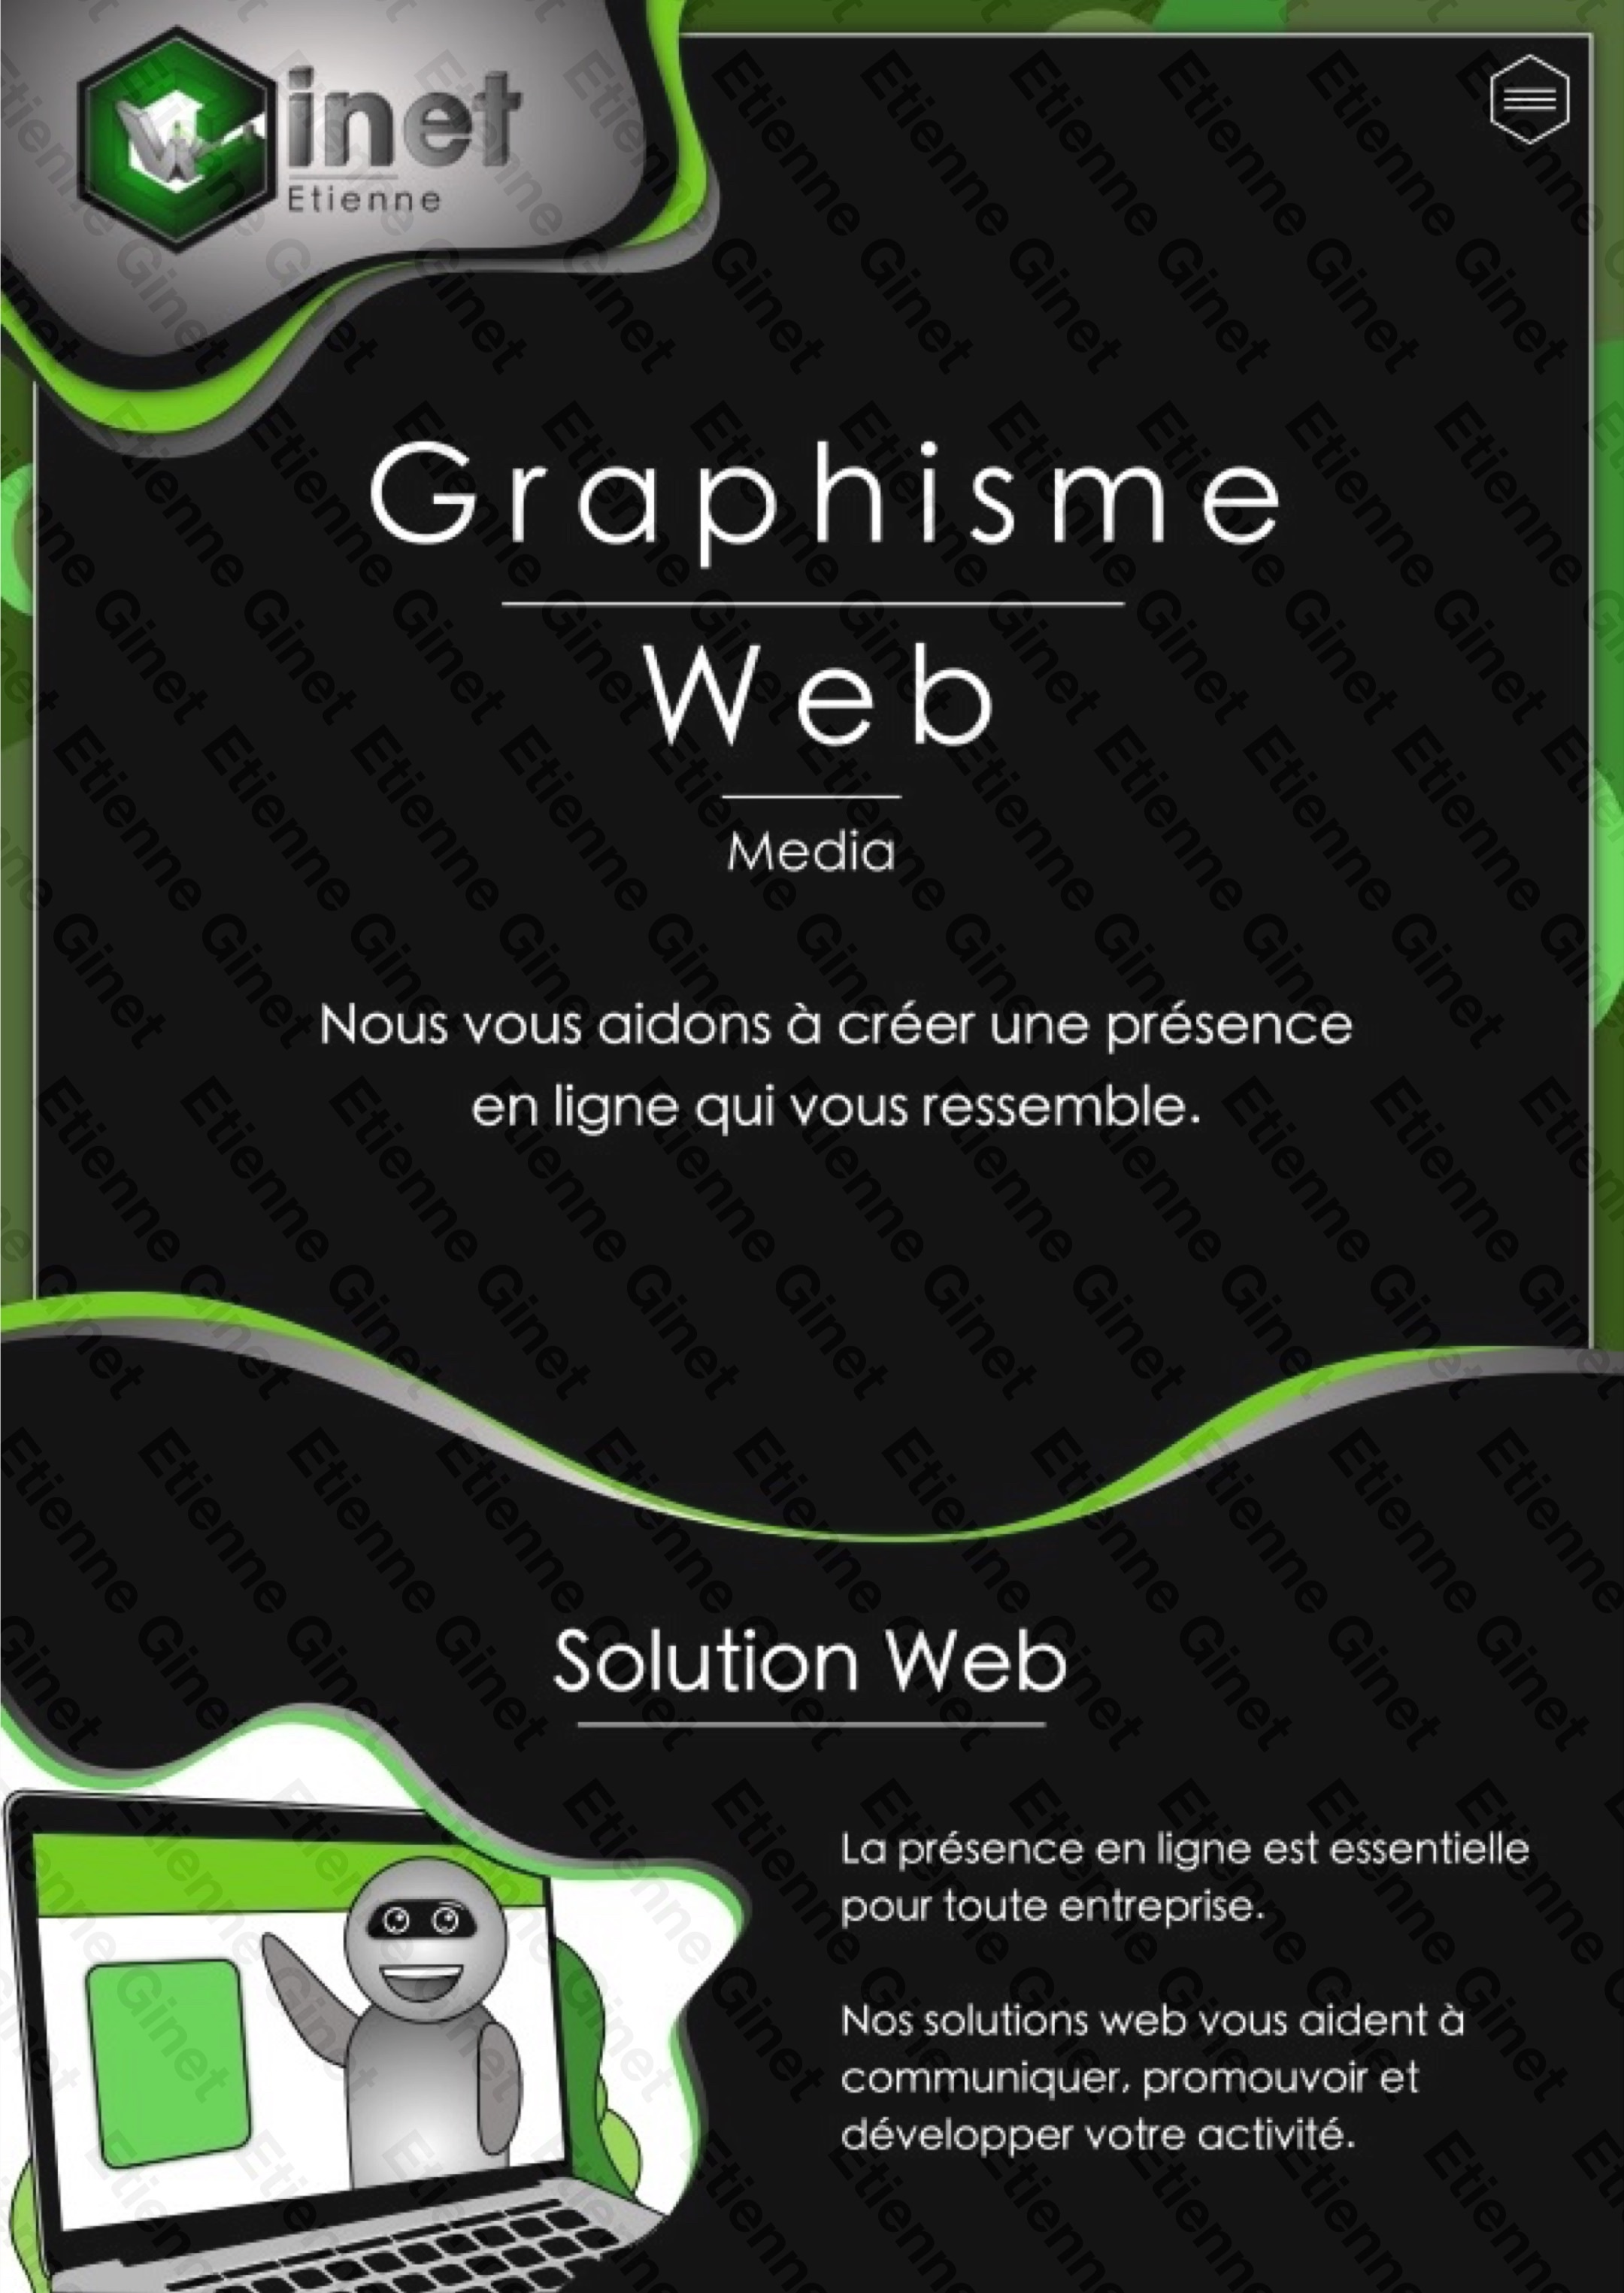 inet
Etienne
Graphisme
Web
Media
Nous vous aidons à créer une présence
en ligne qui vous ressemble.
Solution Web
La présence en ligne est essentielle
pour toute entreprise.
Nos solutions web vous aident à
communiquer, promouvoir et
développer votre activité.
Etienne Ginet